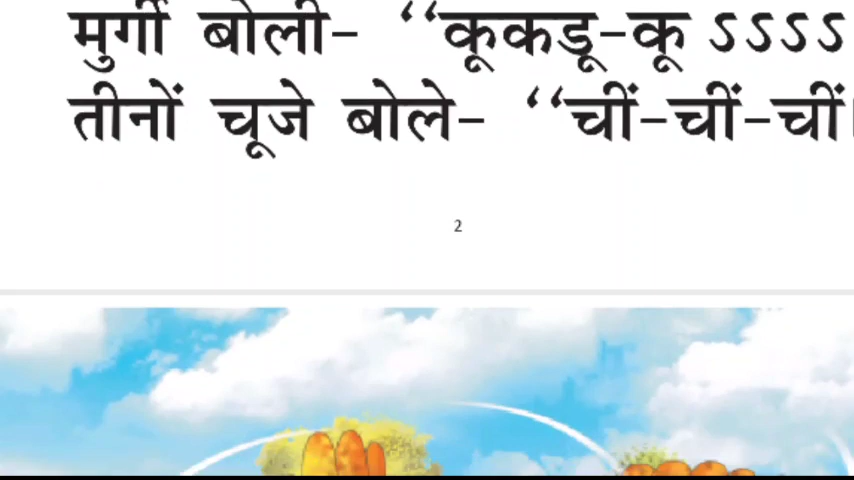 मुर्गी बोली- ‘‘कूकडू-कू ऽऽऽऽ
तीनों चूजे बोले- ‘‘चीं-चीं-चीं।
2